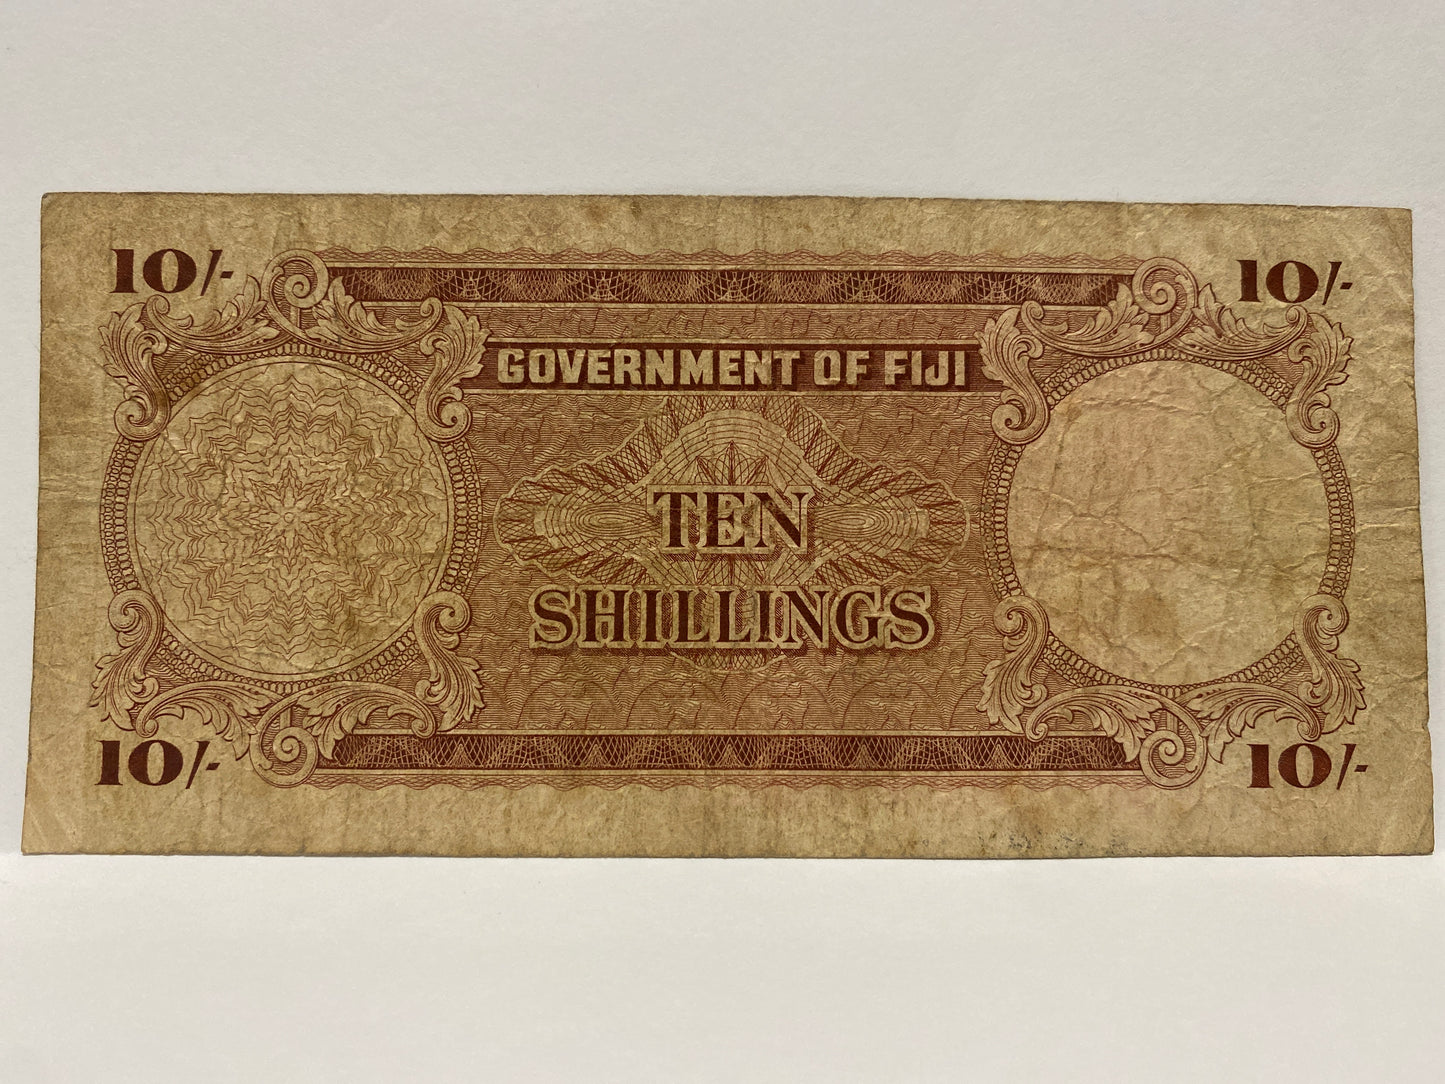 10/-
10/-
GOVERNMENT OF FIJI
TEN
SHILLINGS
10/-
10/-